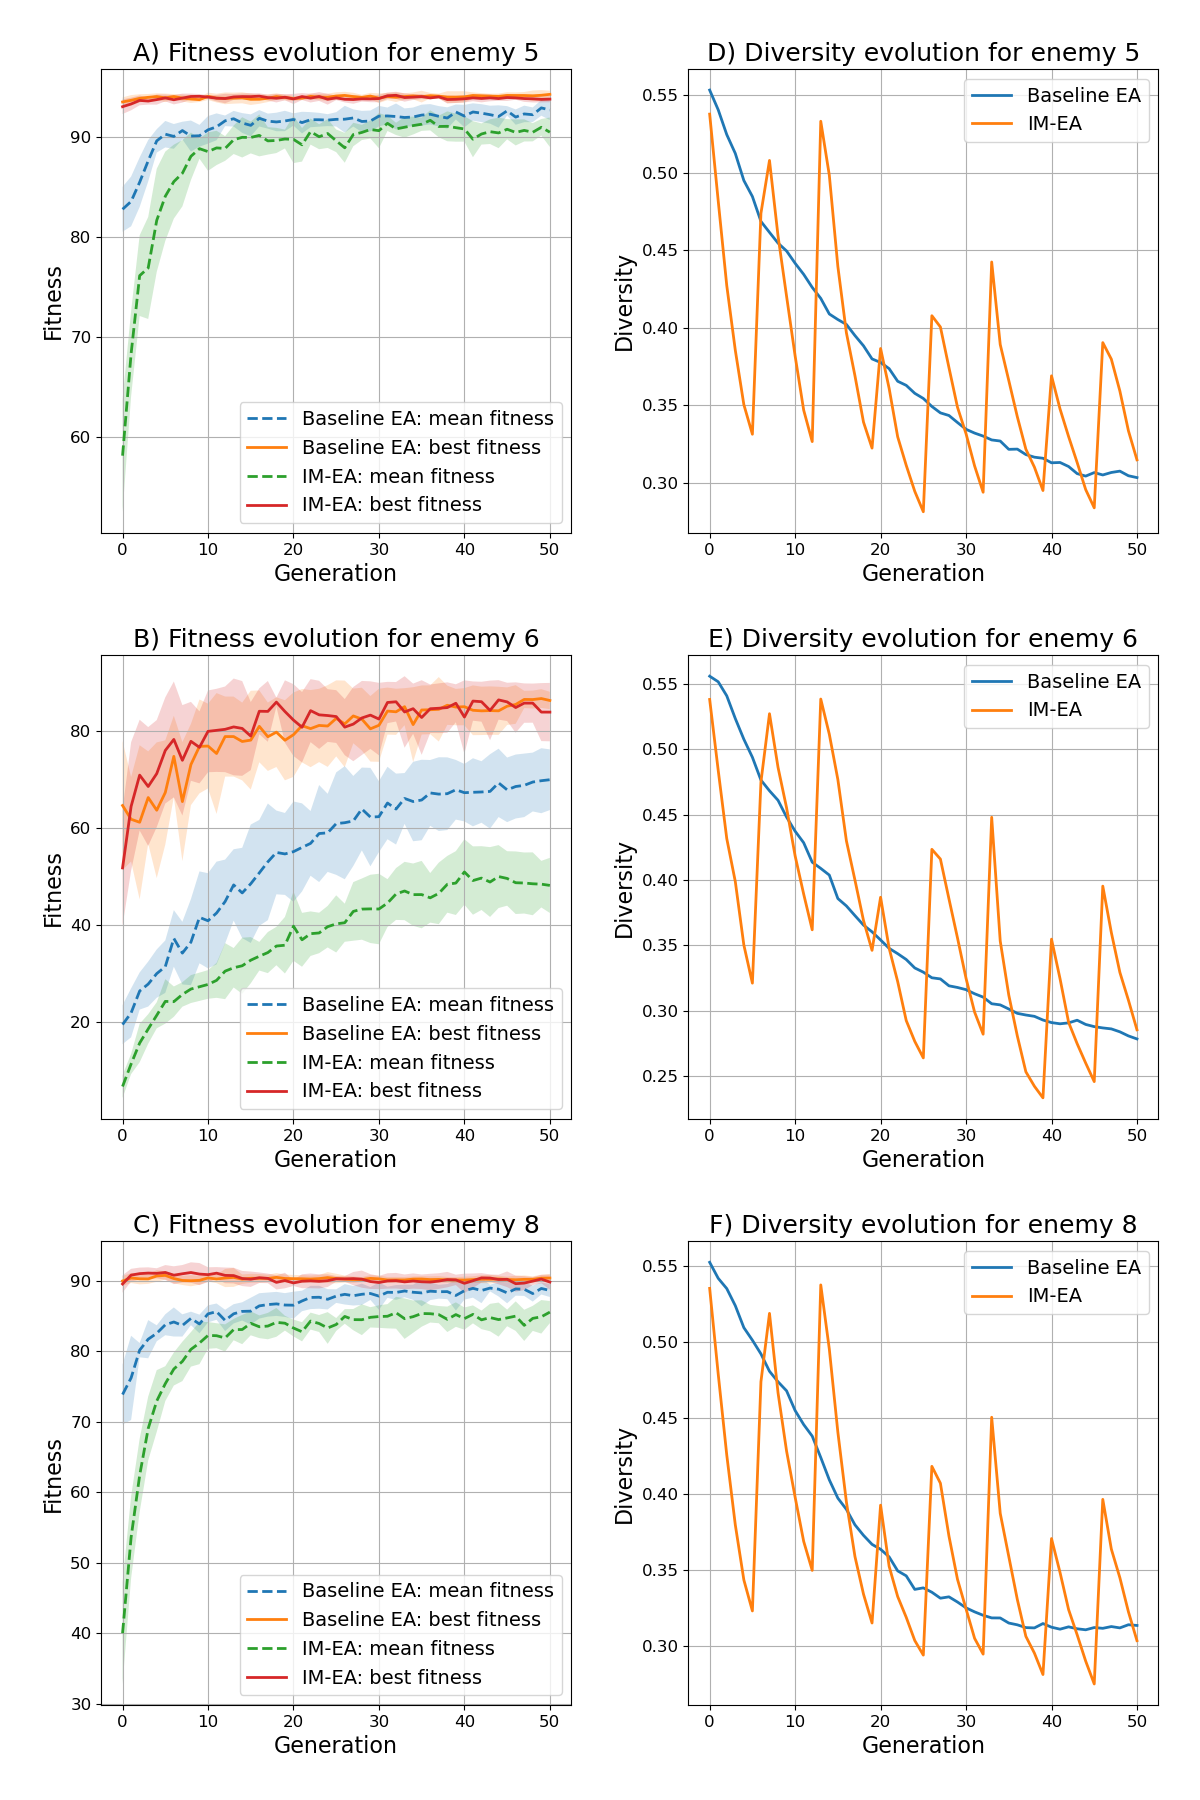 A) Fitness evolution for enemy 5
Fitness
90
80
70
60
Baseline EA: mean fitness
Baseline EA: best fitness
IM-EA: mean fitness
IM-EA: best fitness
0 10 20 30 40 50
Generation
D) Diversity evolution for enemy 5
Diversity
0.55
0.50
0.45
0.40
0.35
0.30
Baseline EA
IM-EA
0 10 20 30 40 50
Generation
B) Fitness evolution for enemy 6
Fitness
80
60
40
20
Baseline EA: mean fitness
Baseline EA: best fitness
IM-EA: mean fitness
IM-EA: best fitness
0 10 20 30 40 50
Generation
E) Diversity evolution for enemy 6
Diversity
0.55
0.50
0.45
0.40
0.35
0.30
0.25
Baseline EA
IM-EA
0 10 20 30 40 50
Generation
C) Fitness evolution for enemy 8
Fitness
90
80
70
60
50
40
30
Baseline EA: mean fitness
Baseline EA: best fitness
IM-EA: mean fitness
IM-EA: best fitness
0 10 20 30 40 50
Generation
F) Diversity evolution for enemy 8
Diversity
0.55
0.50
0.45
0.40
0.35
0.30
Baseline EA
IM-EA
0 10 20 30 40 50
Generation